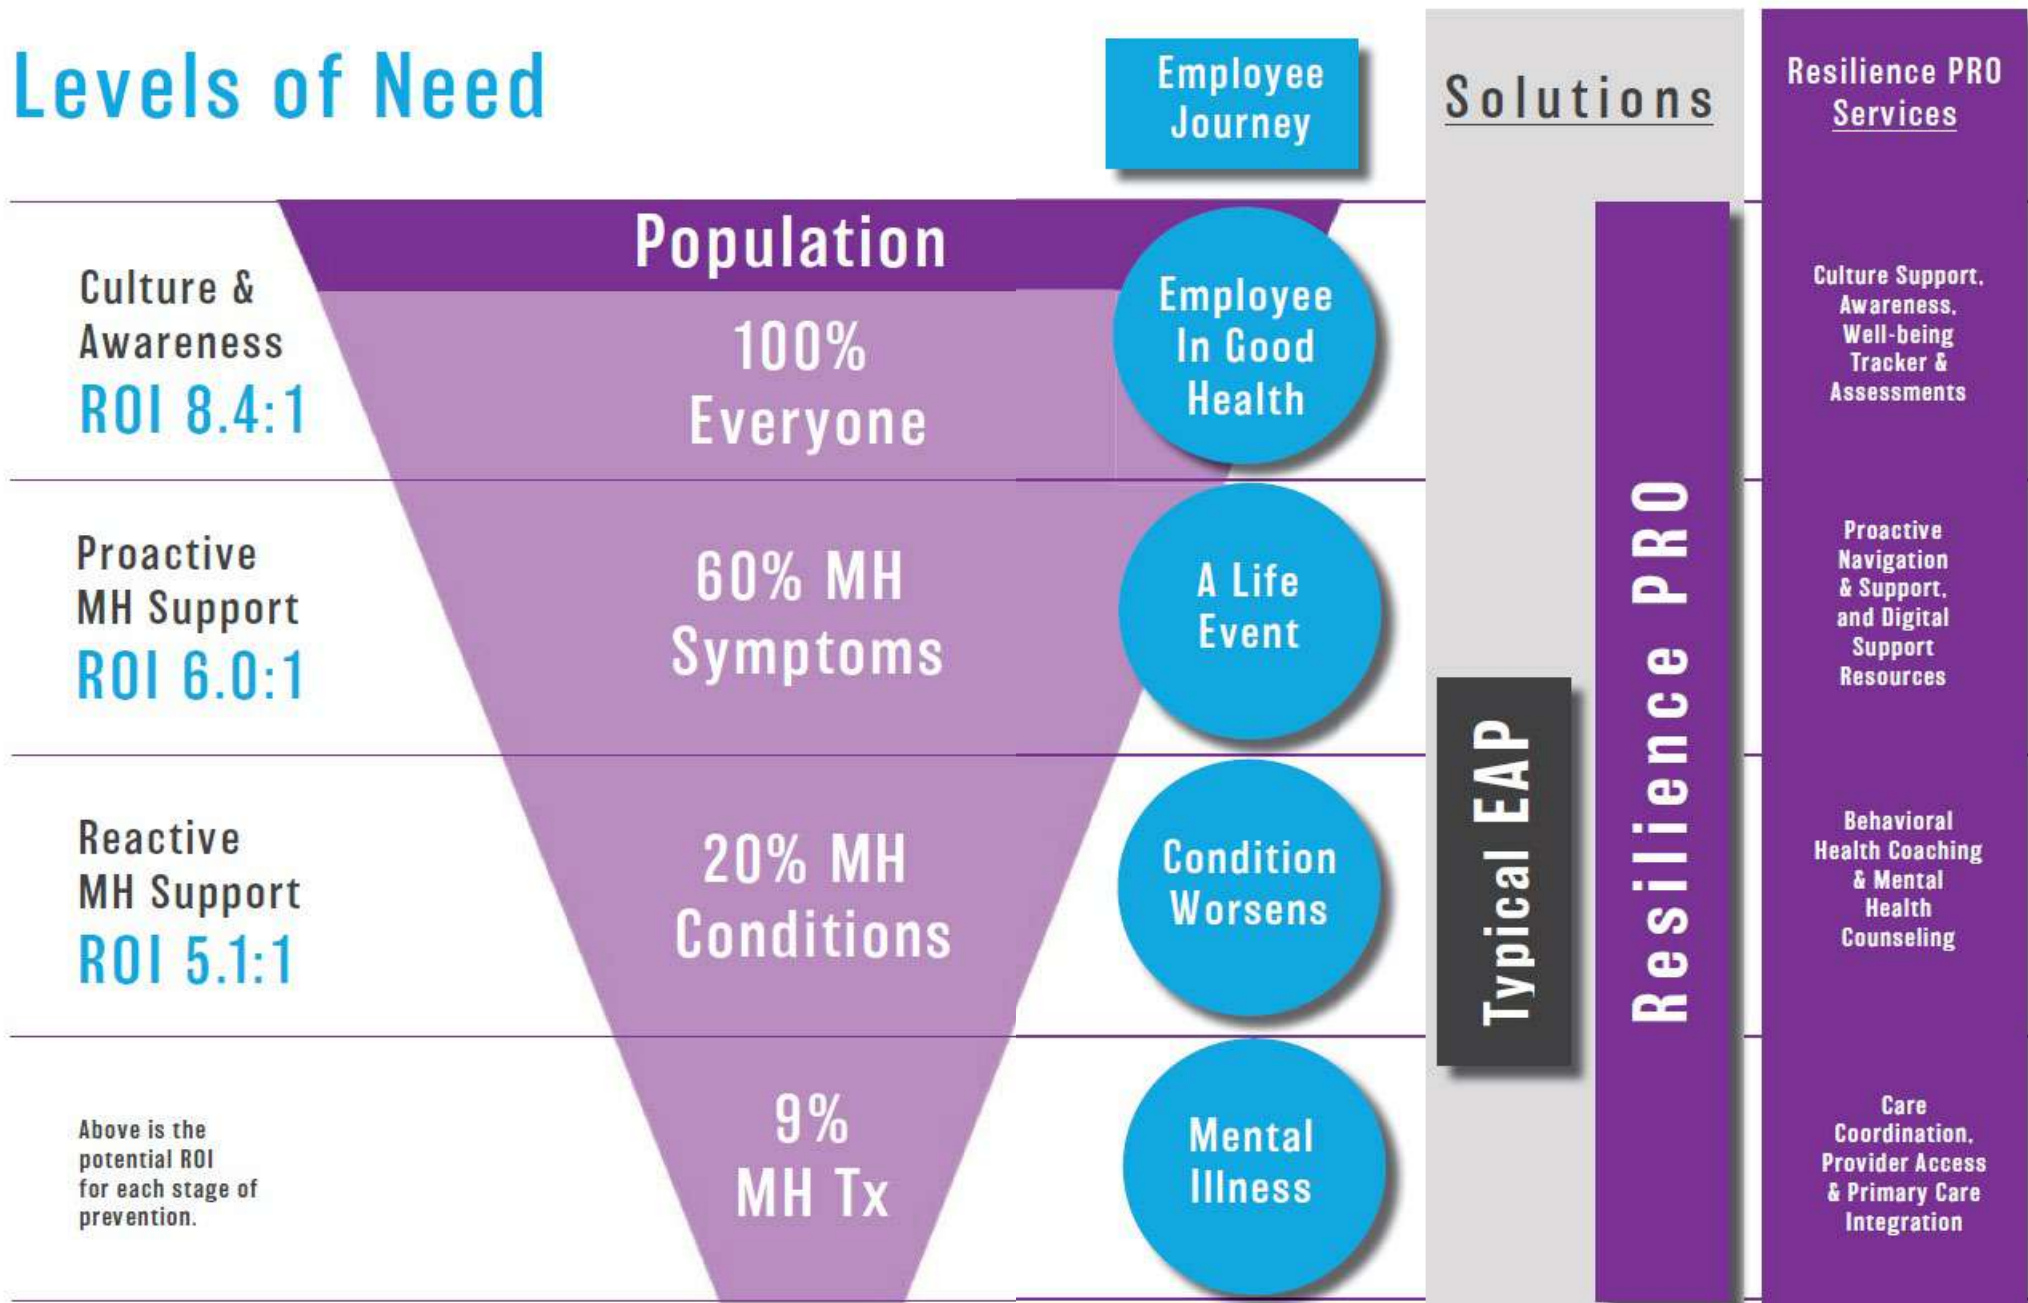 Levels of Need
Employee
Journey
Solutions
Resilience PRO
Services
Population
Culture &
Awareness
ROI 8.4:1
100%
Everyone
Employee
In Good
Health
Culture Support,
Awareness,
Well-being
Tracker &
Assessments
Proactive
MH Support
ROI 6.0:1
60% MH
Symptoms
A Life
Event
Proactive
Navigation
& Support,
and Digital
Support
Resources
Reactive
MH Support
ROI 5.1:1
20% MH
Conditions
Condition
Worsens
Typical EAP
Resilience PRO
Behavioral
Health Coaching
& Mental
Health
Counseling
Above is the
potential ROI
for each stage of
prevention.
9%
MH Tx
Mental
Illness
Care
Coordination,
Provider Access
& Primary Care
Integration